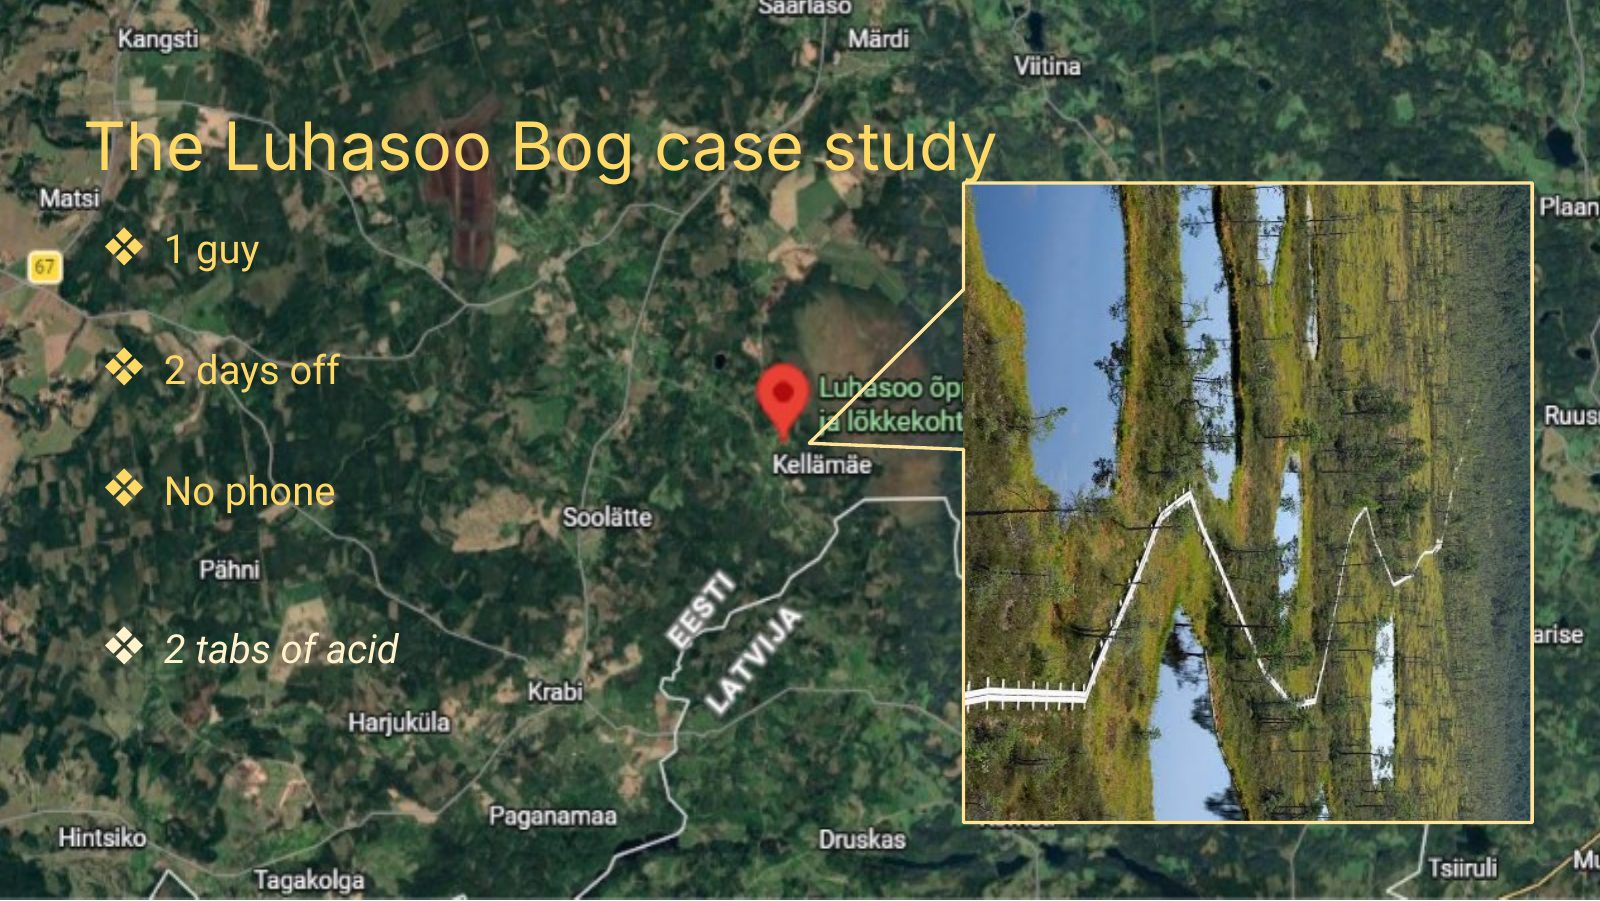 Saarlasõ
Kangsti
Märdi
Viitina
The Luhasoo Bog case study
Matsi
Plaan
❖ 1 guy
67
❖ 2 days off
Luhasoo õpp
ja lõkkekoht
Ruus
Kellämäe
❖ No phone
Soolätte
Pähni
EESTI
LATVIJA
arise
❖ 2 tabs of acid
Krabi
Harjuküla
Paganamaa
Hintsiko
Druskas
Tsiiruli
Tagakolga